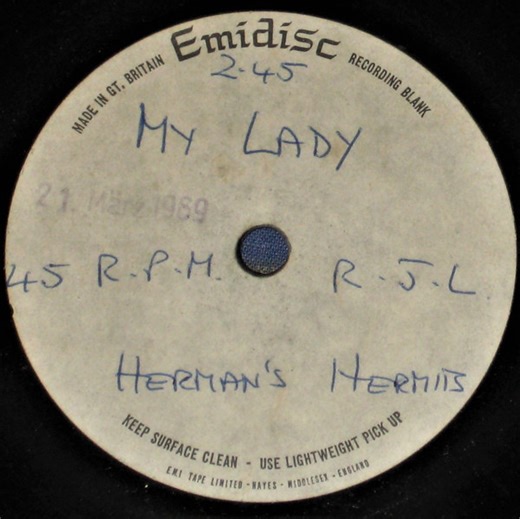 Emidisc
MADE IN GT. BRITAIN
RECORDING BLANK
2.45
MY LADY
21. März 1969
45 R.P.M. R.J.L.
HERMAN'S HERMITS
KEEP SURFACE CLEAN - USE LIGHTWEIGHT PICK UP
E.M.I. TAPE LIMITED · HAYES · MIDDLESEX · ENGLAND